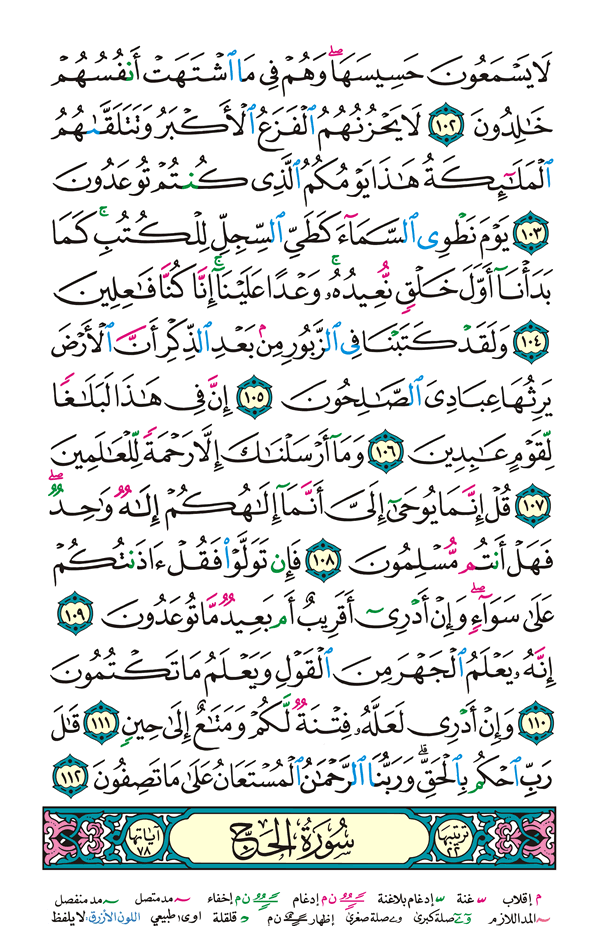 لَا يَسْمَعُونَ حَسِيسَهَاۖ وَهُمْ فِي مَا ٱشْتَهَتْ أَنفُسُهُمْ
خَٰلِدُونَ ١٠٢ لَا يَحْزُنُهُمُ ٱلْفَزَعُ ٱلْأَكْبَرُ وَتَتَلَقَّىٰهُمُ
ٱلْمَلَٰٓئِكَةُ هَٰذَا يَوْمُكُمُ ٱلَّذِي كُنتُمْ تُوعَدُونَ
١٠٣ يَوْمَ نَطْوِي ٱلسَّمَآءَ كَطَيِّ ٱلسِّجِلِّ لِلْكُتُبِۚ كَمَا
بَدَأْنَآ أَوَّلَ خَلْقٍ نُّعِيدُهُۥۚ وَعْدًا عَلَيْنَآۚ إِنَّا كُنَّا فَٰعِلِينَ
١٠٤ وَلَقَدْ كَتَبْنَا فِي ٱلزَّبُورِ مِنۢ بَعْدِ ٱلذِّكْرِ أَنَّ ٱلْأَرْضَ
يَرِثُهَا عِبَادِيَ ٱلصَّٰلِحُونَ ١٠٥ إِنَّ فِي هَٰذَا لَبَلَٰغًا
لِّقَوْمٍ عَٰبِدِينَ ١٠٦ وَمَآ أَرْسَلْنَٰكَ إِلَّا رَحْمَةً لِّلْعَٰلَمِينَ
١٠٧ قُلْ إِنَّمَا يُوحَىٰٓ إِلَيَّ أَنَّمَآ إِلَٰهُكُمْ إِلَٰهٌ وَٰحِدٌۖ
فَهَلْ أَنتُم مُّسْلِمُونَ ١٠٨ فَإِن تَوَلَّوْا۟ فَقُلْ ءَاذَنتُكُمْ
عَلَىٰ سَوَآءٍۖ وَإِنْ أَدْرِيٓ أَقَرِيبٌ أَم بَعِيدٌ مَّا تُوعَدُونَ ١٠٩
إِنَّهُۥ يَعْلَمُ ٱلْجَهْرَ مِنَ ٱلْقَوْلِ وَيَعْلَمُ مَا تَكْتُمُونَ
١١٠ وَإِنْ أَدْرِي لَعَلَّهُۥ فِتْنَةٌ لَّكُمْ وَمَتَٰعٌ إِلَىٰ حِينٍ ١١١ قَٰلَ
رَبِّ ٱحْكُم بِٱلْحَقِّۗ وَرَبُّنَا ٱلرَّحْمَٰنُ ٱلْمُسْتَعَانُ عَلَىٰ مَا تَصِفُونَ ١١٢
ترتيبها ٢٢ سُورَةُ الحَجِّ آياتها ٧٨
م إقلاب س غنة س إدغام بلاغنة ن م إدغام ن م إخفاء ~ مد متصل ~ مد منفصل
~ المد اللازم صلة كبرى صلة صغرى إظهار ن م د قلقلة اوى؛ طبيعي اللون الأزرق: لا يلفظ